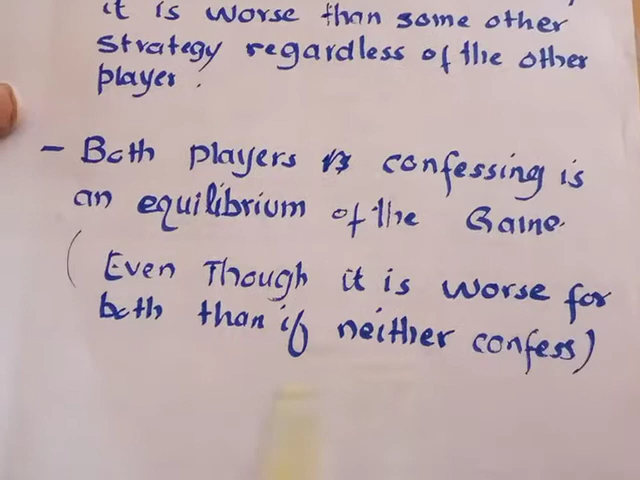 it is worse than some other
strategy regardless of the other
player.
- Both players confessing is
an equilibrium of the Game.
(Even Though it is worse for
both than if neither confess)